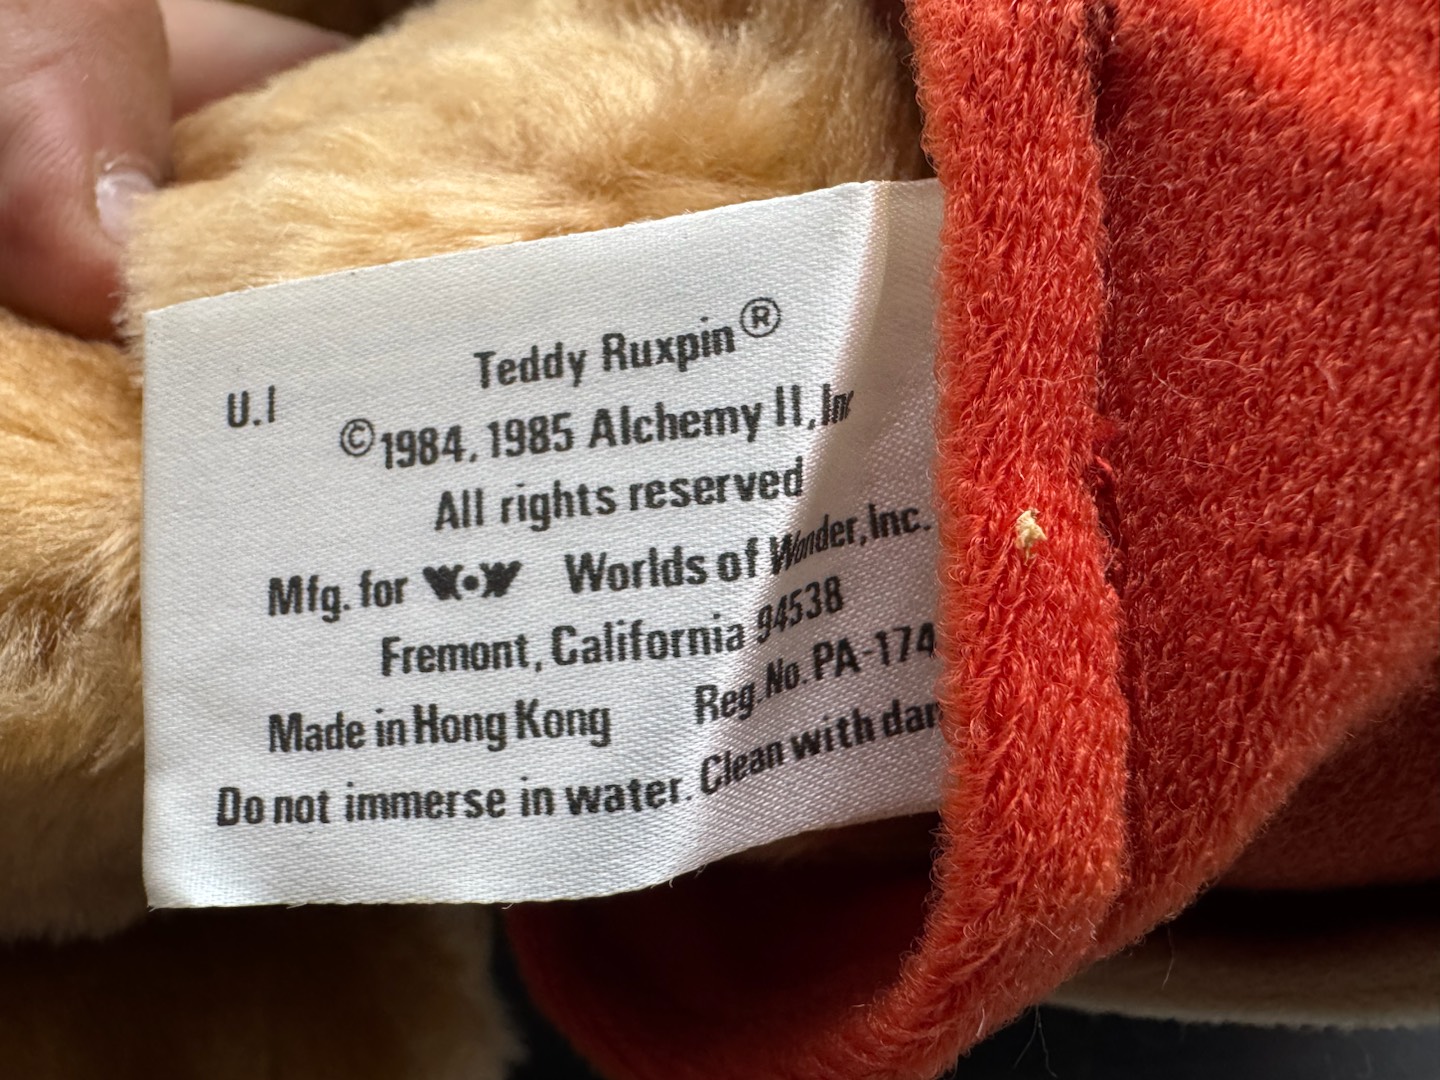 Teddy Ruxpin®
U.I
©1984, 1985 Alchemy II, Inc
All rights reserved
Mfg. for WOW Worlds of Wonder, Inc.
Fremont, California 94538
Made in Hong Kong Reg. No. PA-174
Do not immerse in water. Clean with